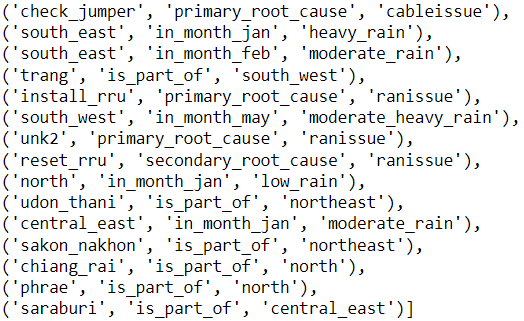 ('check_jumper', 'primary_root_cause', 'cableissue'),
('south_east', 'in_month_jan', 'heavy_rain'),
('south_east', 'in_month_feb', 'moderate_rain'),
('trang', 'is_part_of', 'south_west'),
('install_rru', 'primary_root_cause', 'ranissue'),
('south_west', 'in_month_may', 'moderate_heavy_rain'),
('unk2', 'primary_root_cause', 'ranissue'),
('reset_rru', 'secondary_root_cause', 'ranissue'),
('north', 'in_month_jan', 'low_rain'),
('udon_thani', 'is_part_of', 'northeast'),
('central_east', 'in_month_jan', 'moderate_rain'),
('sakon_nakhon', 'is_part_of', 'northeast'),
('chiang_rai', 'is_part_of', 'north'),
('phrae', 'is_part_of', 'north'),
('saraburi', 'is_part_of', 'central_east')]